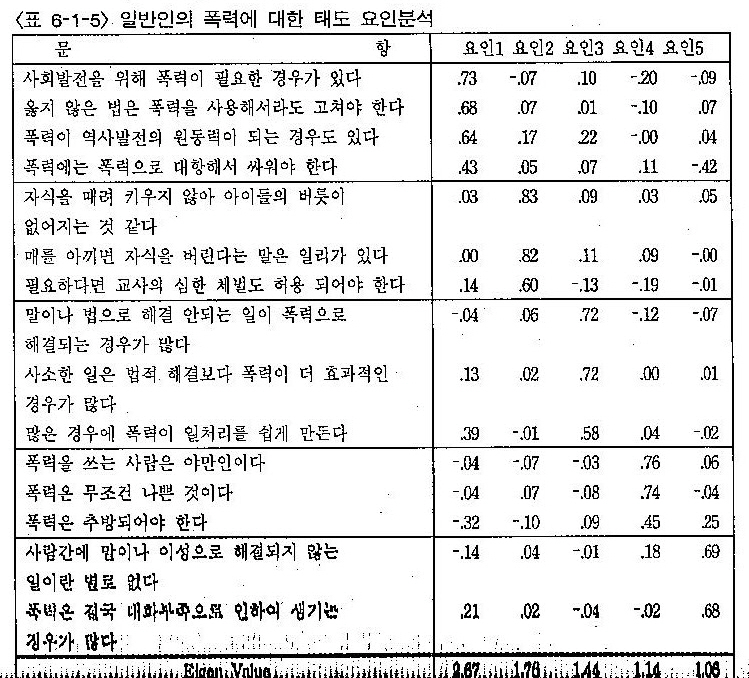 <표 6-1-5> 일반인의 폭력에 대한 태도 요인분석
문 항 요인1 요인2 요인3 요인4 요인5
사회발전을 위해 폭력이 필요한 경우가 있다 .73 -.07 .10 -.20 -.09
옳지 않은 법은 폭력을 사용해서라도 고쳐야 한다 .68 .07 .01 -.10 .07
폭력이 역사발전의 원동력이 되는 경우도 있다 .64 .17 .22 -.00 .04
폭력에는 폭력으로 대항해서 싸워야 한다 .43 .05 .07 .11 -.42
자식을 때려 키우지 않아 아이들의 버릇이 .03 .83 .09 .03 .05
없어지는 것 같다
매를 아끼면 자식을 버린다는 말은 일리가 있다 .00 .82 .11 .09 -.00
필요하다면 교사의 심한 체벌도 허용 되어야 한다 .14 .60 -.13 -.19 -.01
말이나 법으로 해결 안되는 일이 폭력으로 -.04 .06 .72 -.12 -.07
해결되는 경우가 많다
사소한 일은 법적 해결보다 폭력이 더 효과적인 .13 .02 .72 .00 .01
경우가 많다
많은 경우에 폭력이 일처리를 쉽게 만든다 .39 -.01 .58 .04 -.02
폭력을 쓰는 사람은 야만인이다 -.04 -.07 -.03 .76 .06
폭력은 무조건 나쁜 것이다 -.04 .07 -.08 .74 -.04
폭력은 추방되어야 한다 -.32 -.10 .09 .45 .25
사람간에 말이나 이성으로 해결되지 않는 -.14 .04 -.01 .18 .69
일이란 별로 없다
폭력은 결국 대화부족으로 인하여 생기는 .21 .02 -.04 -.02 .68
경우가 많다
Eigen Value 2.67 1.76 1.44 1.14 1.06